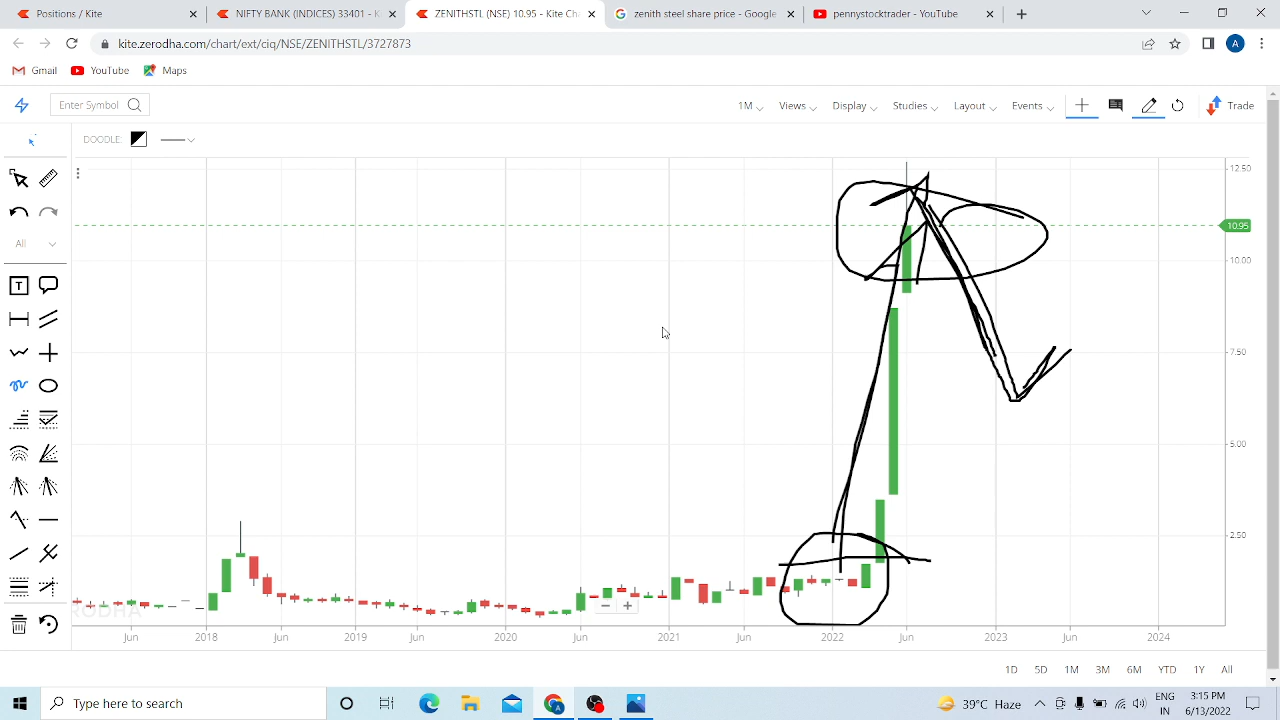 Positions / Kite
NIFTY BANK (INDICES) 33401 - K
ZENITHSTL (NSE) 10.95 - Kite Ch
zenith steel share price - Google
pennystocktrader - YouTube
kite.zerodha.com/chart/ext/ciq/NSE/ZENITHSTL/3727873
A
Gmail
YouTube
Maps
Enter Symbol
1M
Views
Display
Studies
Layout
Events
Trade
DOODLE:
All
T
12.50
10.95
10.00
7.50
5.00
2.50
Jun
2018
Jun
2019
Jun
2020
Jun
2021
Jun
2022
Jun
2023
Jun
2024
1D
5D
1M
3M
6M
YTD
1Y
All
Type here to search
39°C Haze
ENG
IN
3:15 PM
6/13/2022